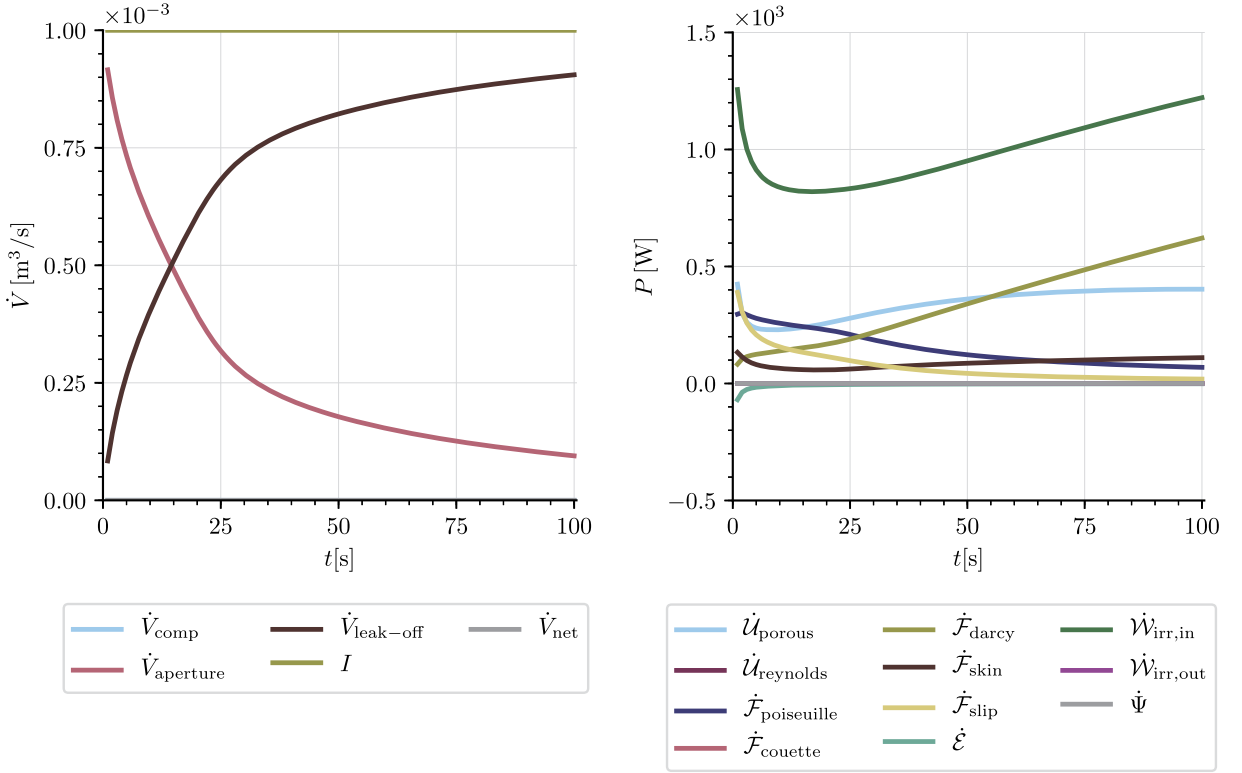 ×10⁻³
1.00
0.75
0.50
0.25
0.00
V̇ [m³/s]
0 25 50 75 100
t[s]
V̇comp
V̇aperture
V̇leak−off
I
V̇net
×10³
1.5
1.0
0.5
0.0
−0.5
P [W]
0 25 50 75 100
t[s]
𝒰̇porous
𝒰̇reynolds
ℱ̇poiseuille
ℱ̇couette
ℱ̇darcy
ℱ̇skin
ℱ̇slip
ℰ̇
𝒲̇irr,in
𝒲̇irr,out
Ψ̇